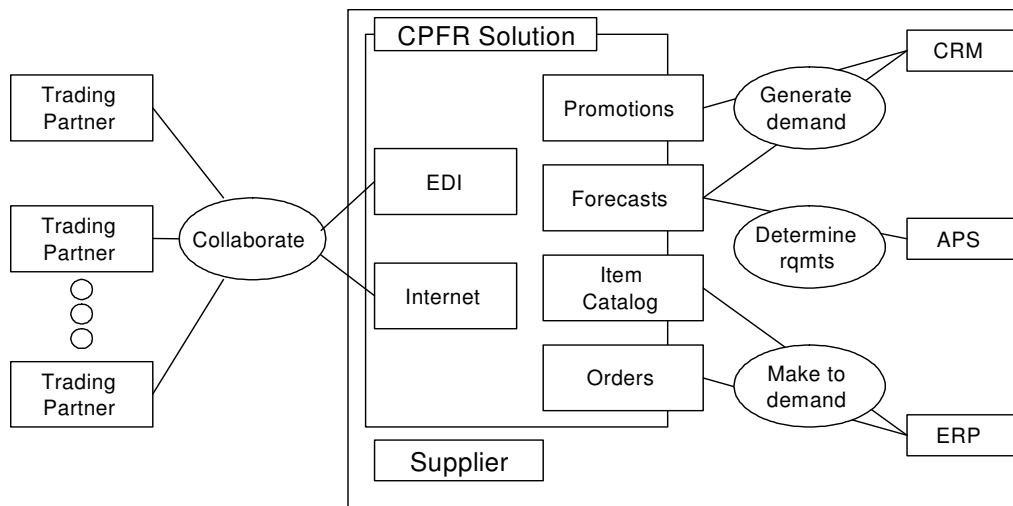 CPFR Solution
CRM
Trading
Partner
Promotions
Generate
demand
EDI
Forecasts
Trading
Partner
Collaborate
Determine
rqmts
APS
Internet
Item
Catalog
Trading
Partner
Orders
Make to
demand
ERP
Supplier